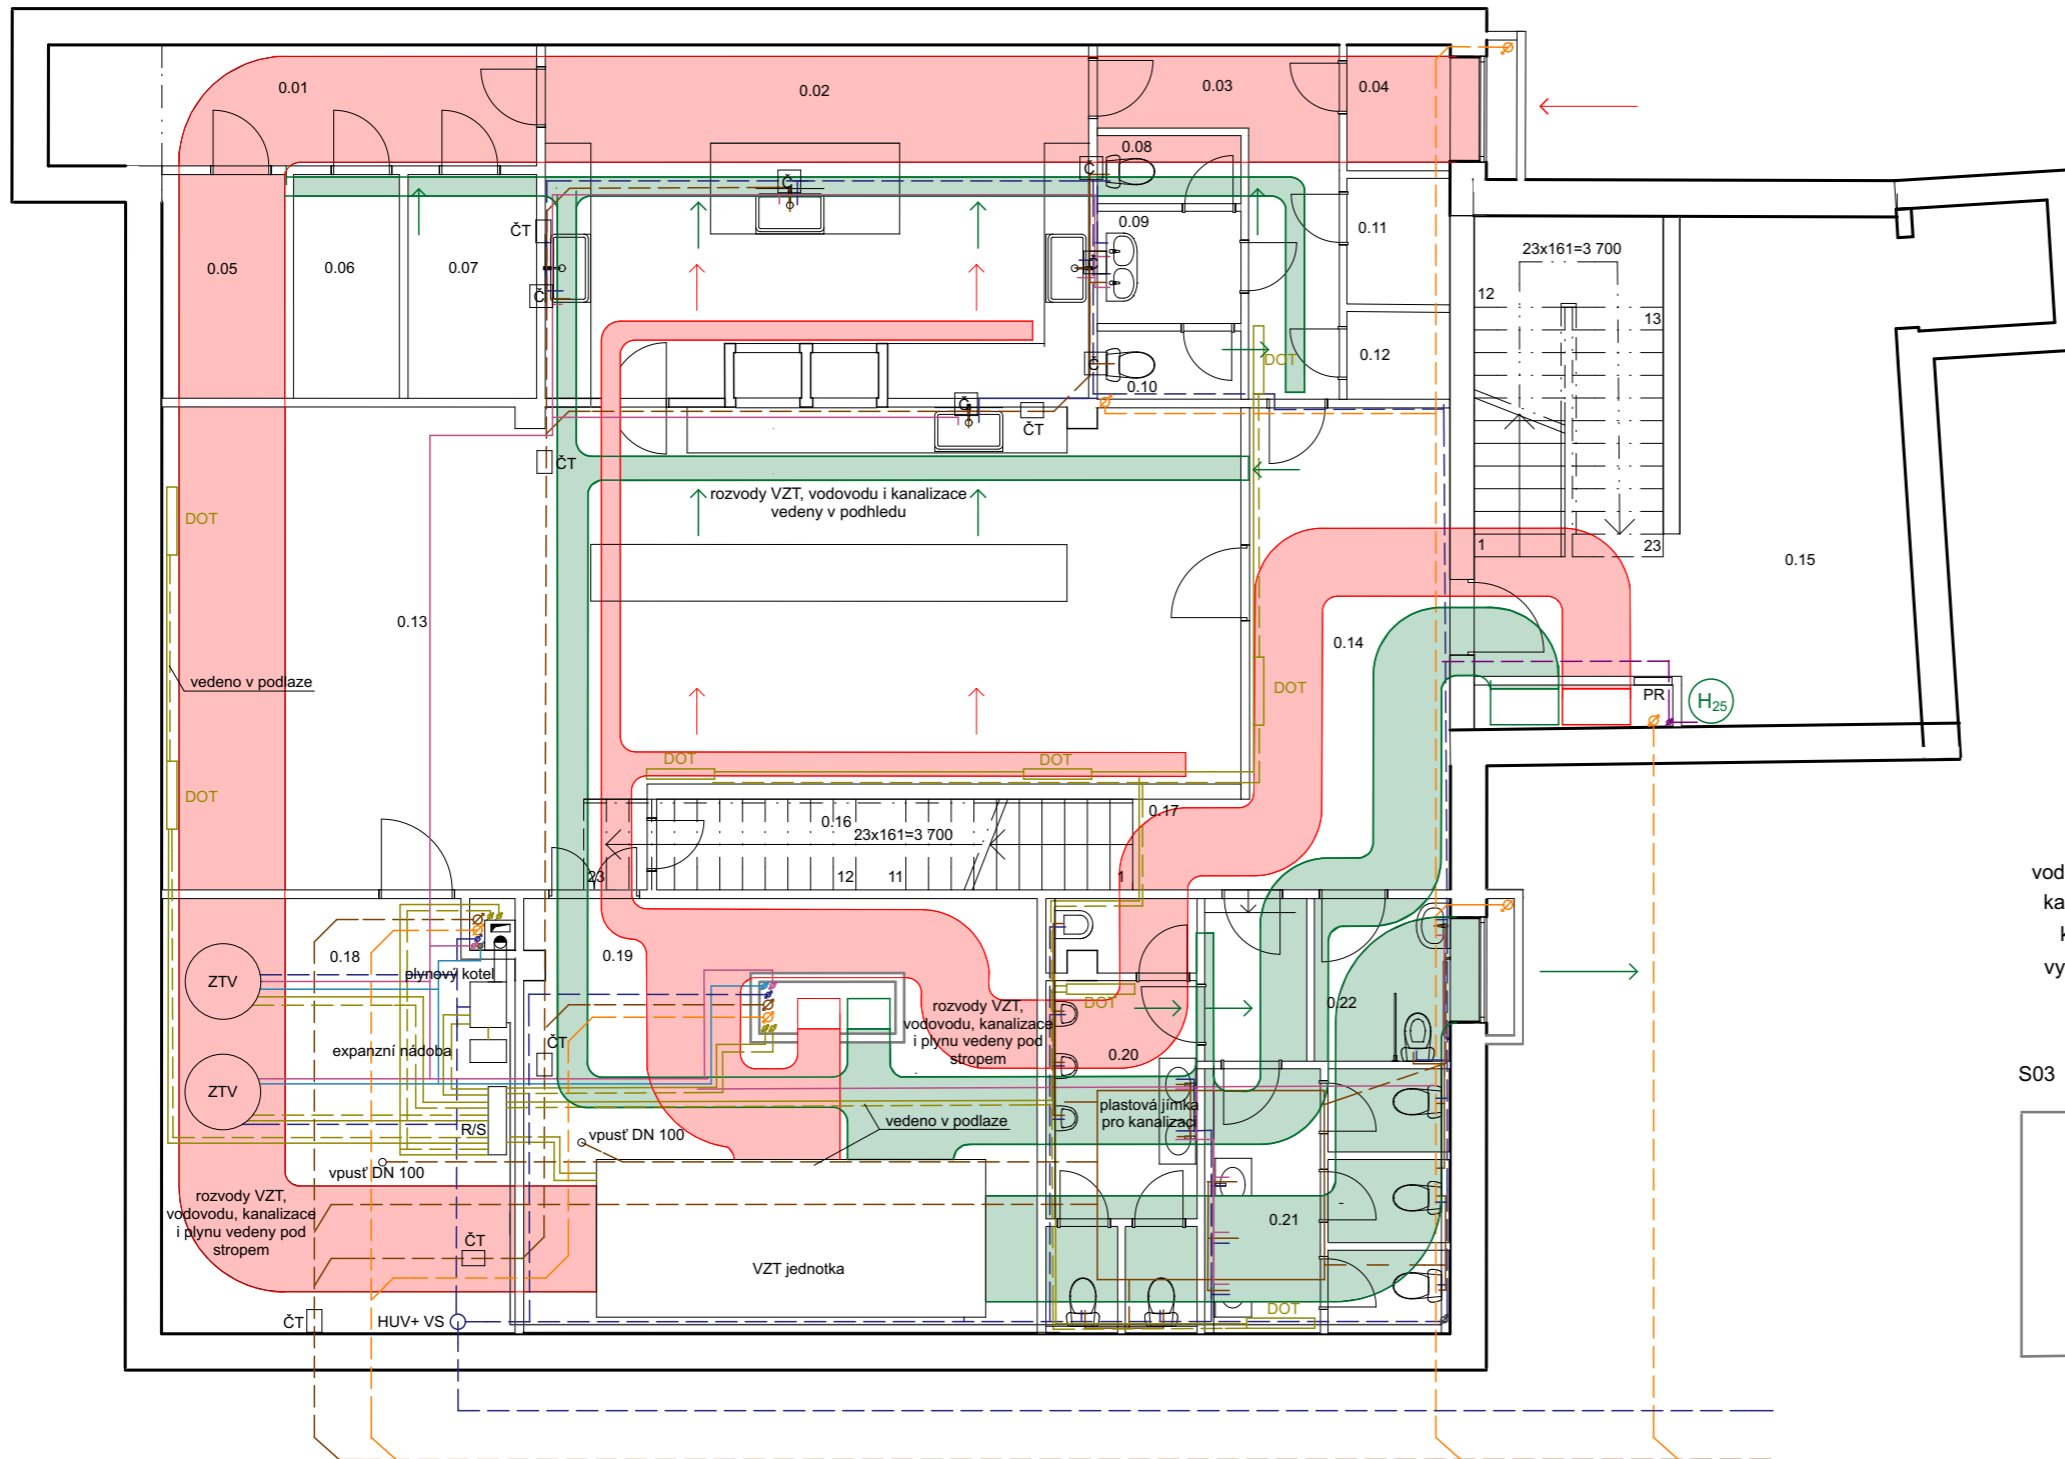 0.01
0.02
0.03
0.04
0.08
Č
Č
0.09
0.11
ČT
0.05
0.06
0.07
Č
Č
23x161=3 700
12
13
DOT
0.12
Č
0.10
Č
ČT
ČT
rozvody VZT, vodovodu i kanalizace
vedeny v podhledu
DOT
1
23
0.15
0.13
0.14
vedeno v podlaze
DOT
PR
H25
DOT
DOT
DOT
0.17
0.16
23x161=3 700
23
12
11
1
vod
ka
k
vy
0.18
0.19
ZTV
plynový kotel
rozvody VZT,
vodovodu, kanalizace
i plynu vedeny pod
stropem
DOT
0.22
expanzní nádoba
ČT
0.20
S03
ZTV
plastová jímka
pro kanalizaci
R/S
vpusť DN 100
vedeno v podlaze
vpusť DN 100
rozvody VZT,
vodovodu, kanalizace
i plynu vedeny pod
stropem
0.21
ČT
VZT jednotka
ČT
HUV+ VS
DOT